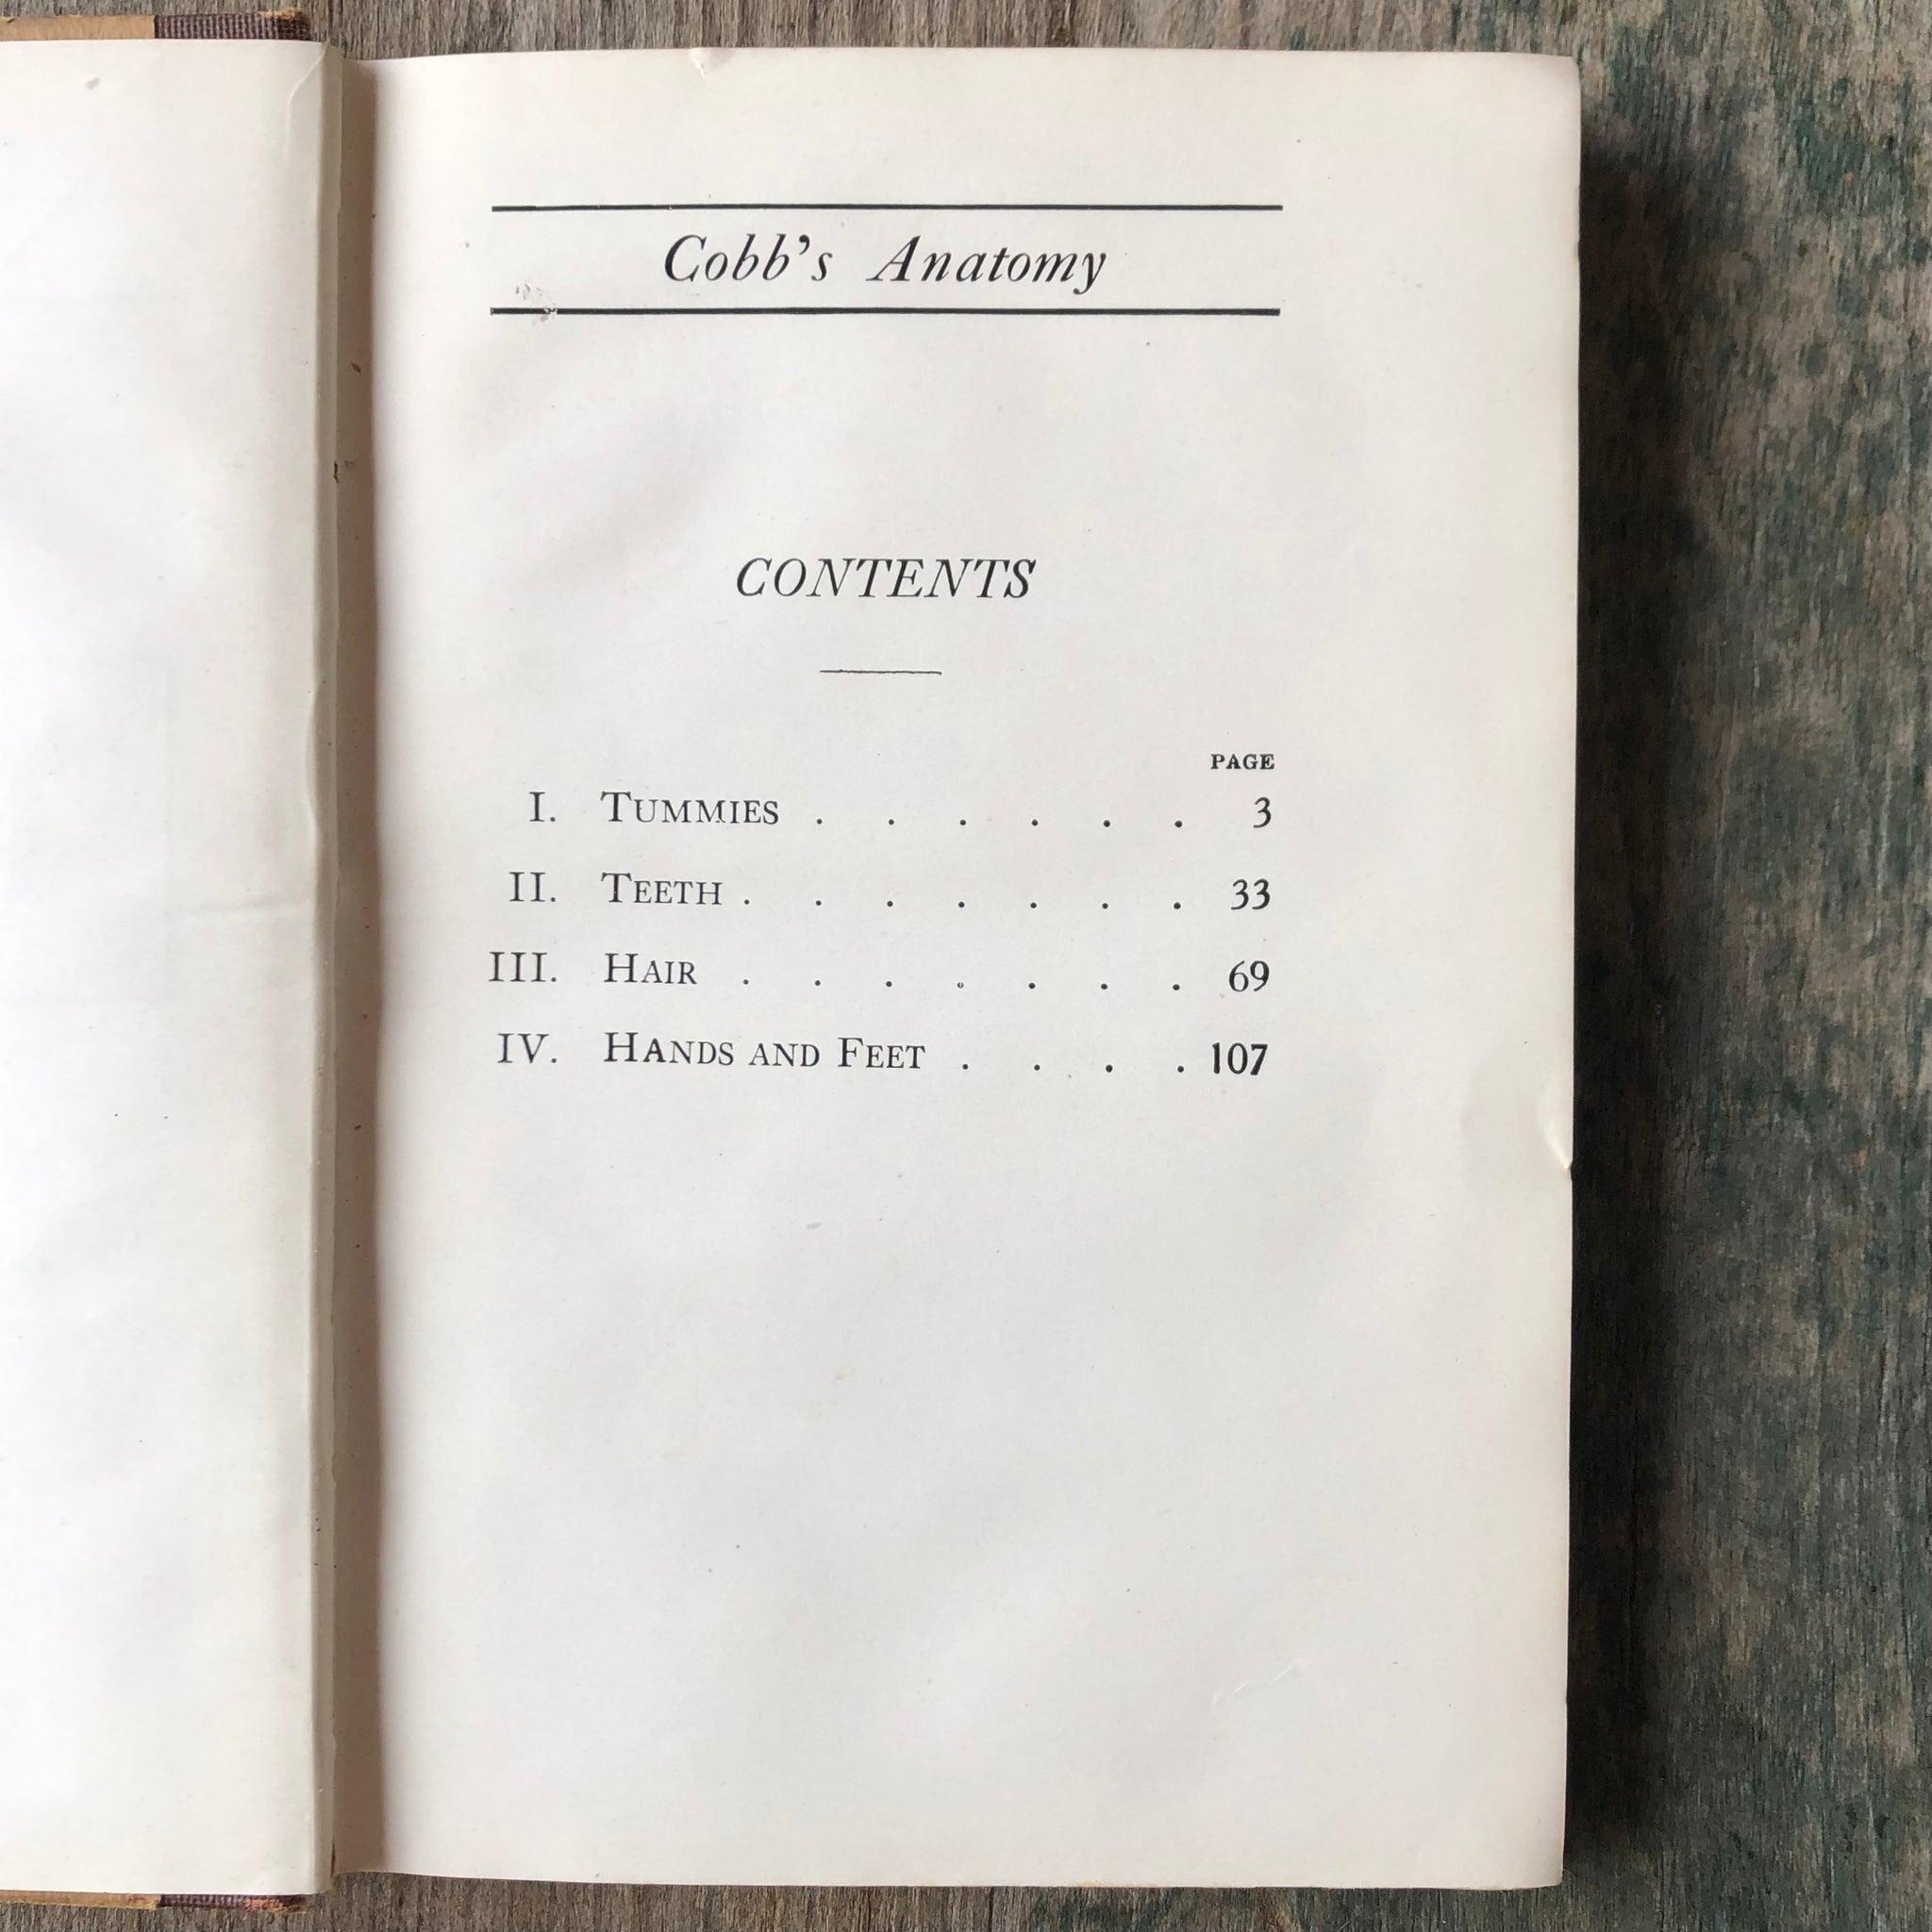 Cobb's Anatomy
CONTENTS
PAGE
I. TUMMIES . . . . . . 3
II. TEETH . . . . . . . 33
III. HAIR . . . . . . . 69
IV. HANDS AND FEET . . . . 107